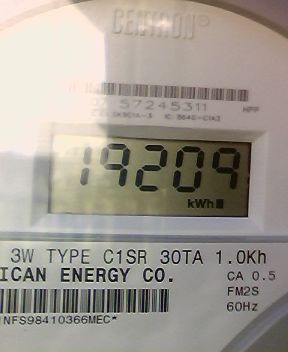 CENTRON®
57245311
19209
kWh
3W TYPE C1SR 30TA 1.0Kh
ICAN ENERGY CO.
CA 0.5
FM2S
60Hz
NFS98410366MEC*